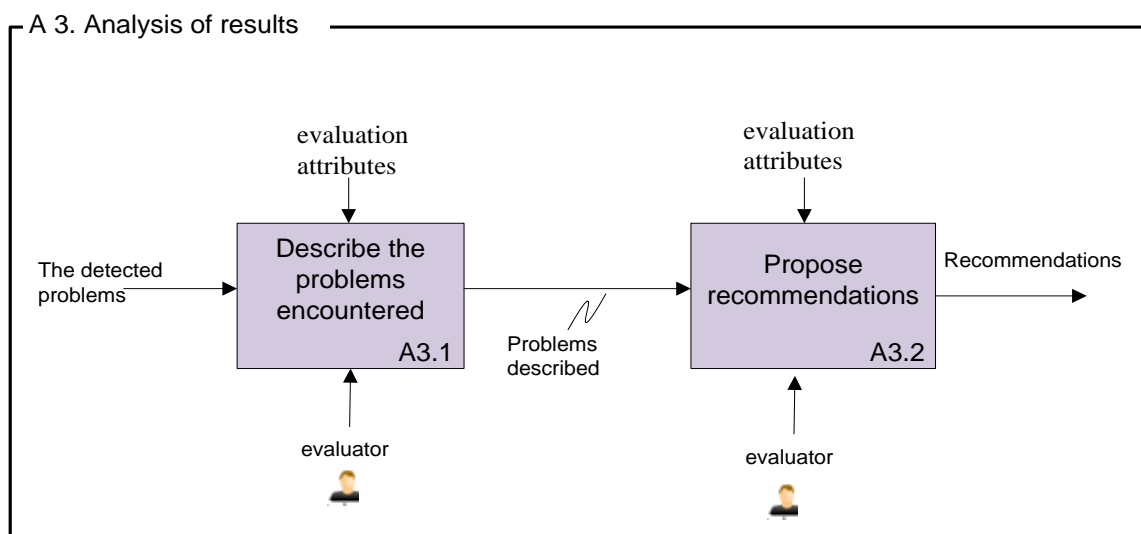 A 3. Analysis of results
evaluation
attributes
evaluation
attributes
The detected
problems
Describe the
problems
encountered
A3.1
Problems
described
Propose
recommendations
A3.2
Recommendations
evaluator
evaluator